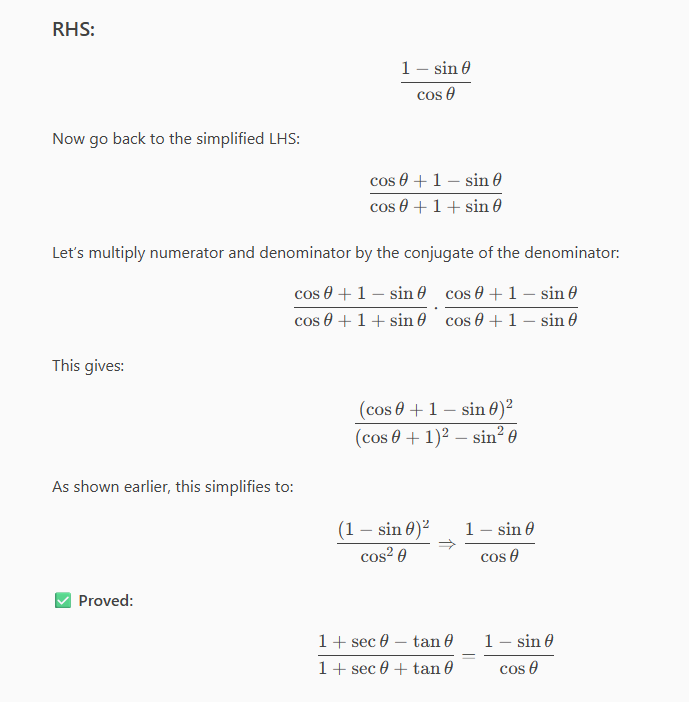 RHS:
1 − sin θ
cos θ
Now go back to the simplified LHS:
cos θ + 1 − sin θ
cos θ + 1 + sin θ
Let's multiply numerator and denominator by the conjugate of the denominator:
cos θ + 1 − sin θ cos θ + 1 − sin θ
·
cos θ + 1 + sin θ cos θ + 1 − sin θ
This gives:
(cos θ + 1 − sin θ)²
(cos θ + 1)² − sin² θ
As shown earlier, this simplifies to:
(1 − sin θ)² 1 − sin θ
⇒
cos² θ cos θ
✅ Proved:
1 + sec θ − tan θ 1 − sin θ
=
1 + sec θ + tan θ cos θ